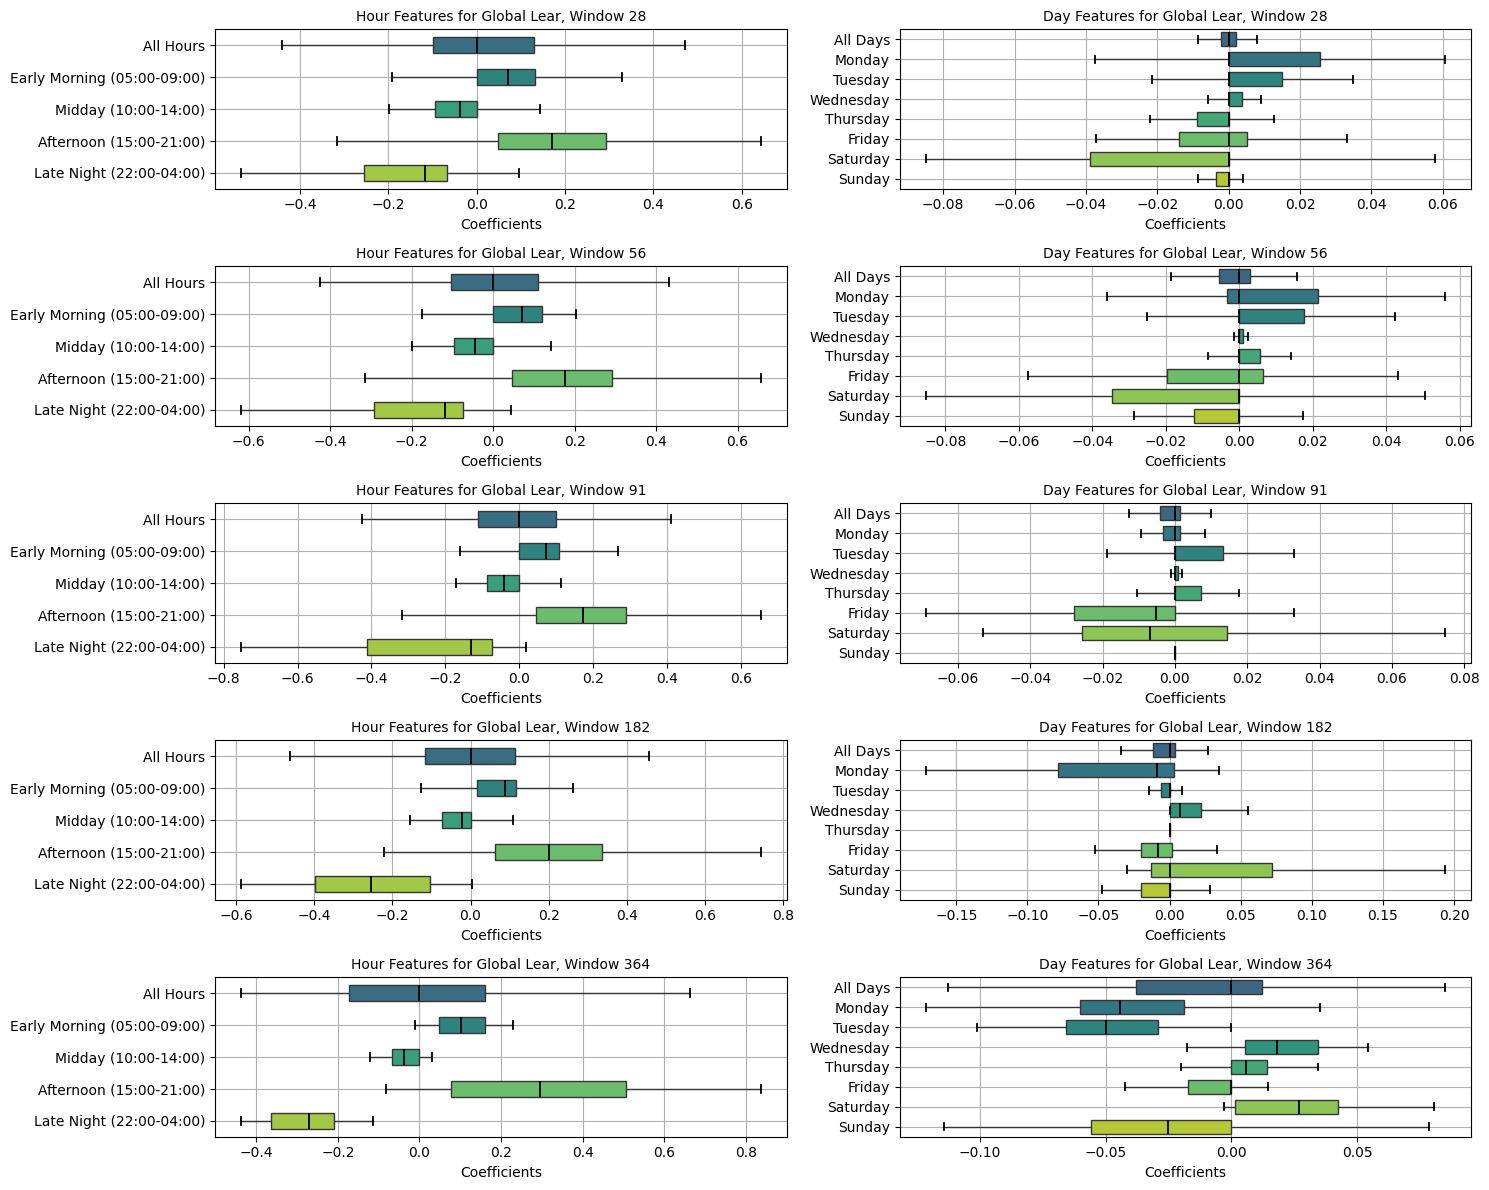 Hour Features for Global Lear, Window 28
All Hours
Early Morning (05:00-09:00)
Midday (10:00-14:00)
Afternoon (15:00-21:00)
Late Night (22:00-04:00)
−0.4 −0.2 0.0 0.2 0.4 0.6
Coefficients
Day Features for Global Lear, Window 28
All Days
Monday
Tuesday
Wednesday
Thursday
Friday
Saturday
Sunday
−0.08 −0.06 −0.04 −0.02 0.00 0.02 0.04 0.06
Coefficients
Hour Features for Global Lear, Window 56
All Hours
Early Morning (05:00-09:00)
Midday (10:00-14:00)
Afternoon (15:00-21:00)
Late Night (22:00-04:00)
−0.6 −0.4 −0.2 0.0 0.2 0.4 0.6
Coefficients
Day Features for Global Lear, Window 56
All Days
Monday
Tuesday
Wednesday
Thursday
Friday
Saturday
Sunday
−0.08 −0.06 −0.04 −0.02 0.00 0.02 0.04 0.06
Coefficients
Hour Features for Global Lear, Window 91
All Hours
Early Morning (05:00-09:00)
Midday (10:00-14:00)
Afternoon (15:00-21:00)
Late Night (22:00-04:00)
−0.8 −0.6 −0.4 −0.2 0.0 0.2 0.4 0.6
Coefficients
Day Features for Global Lear, Window 91
All Days
Monday
Tuesday
Wednesday
Thursday
Friday
Saturday
Sunday
−0.06 −0.04 −0.02 0.00 0.02 0.04 0.06 0.08
Coefficients
Hour Features for Global Lear, Window 182
All Hours
Early Morning (05:00-09:00)
Midday (10:00-14:00)
Afternoon (15:00-21:00)
Late Night (22:00-04:00)
−0.6 −0.4 −0.2 0.0 0.2 0.4 0.6 0.8
Coefficients
Day Features for Global Lear, Window 182
All Days
Monday
Tuesday
Wednesday
Thursday
Friday
Saturday
Sunday
−0.15 −0.10 −0.05 0.00 0.05 0.10 0.15 0.20
Coefficients
Hour Features for Global Lear, Window 364
All Hours
Early Morning (05:00-09:00)
Midday (10:00-14:00)
Afternoon (15:00-21:00)
Late Night (22:00-04:00)
−0.4 −0.2 0.0 0.2 0.4 0.6 0.8
Coefficients
Day Features for Global Lear, Window 364
All Days
Monday
Tuesday
Wednesday
Thursday
Friday
Saturday
Sunday
−0.10 −0.05 0.00 0.05
Coefficients